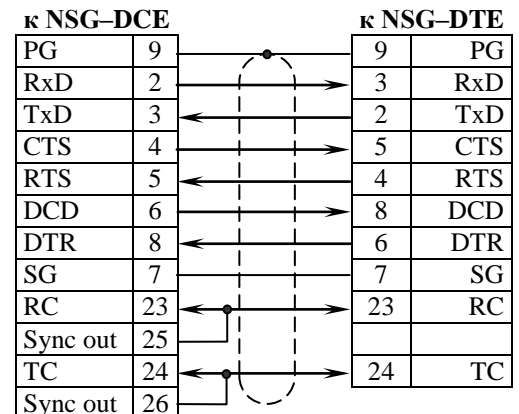 к NSG–DCE к NSG–DTE
PG 9 9 PG
RxD 2 3 RxD
TxD 3 2 TxD
CTS 4 5 CTS
RTS 5 4 RTS
DCD 6 8 DCD
DTR 8 6 DTR
SG 7 7 SG
RC 23 23 RC
Sync out 25
TC 24 24 TC
Sync out 26